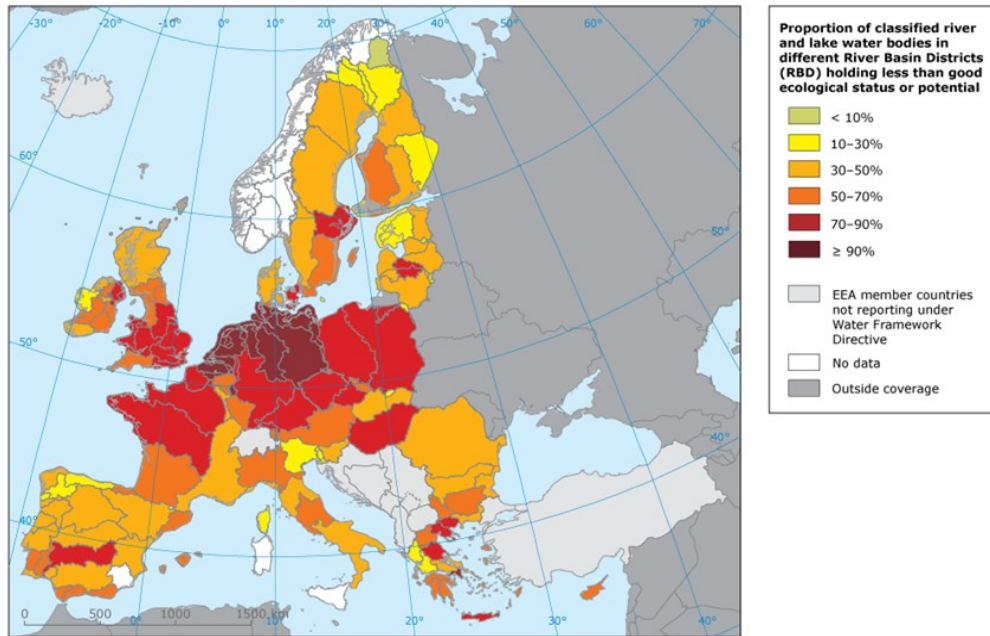 -30°
-20°
-10°
0°
10°
20°
30°
40°
50°
60°
70°
60°
50°
50°
40°
40°
0 500 1000 1500 km
0°
10°
20°
30°
40°
Proportion of classified river
and lake water bodies in
different River Basin Districts
(RBD) holding less than good
ecological status or potential
< 10%
10–30%
30–50%
50–70%
70–90%
≥ 90%
EEA member countries
not reporting under
Water Framework
Directive
No data
Outside coverage